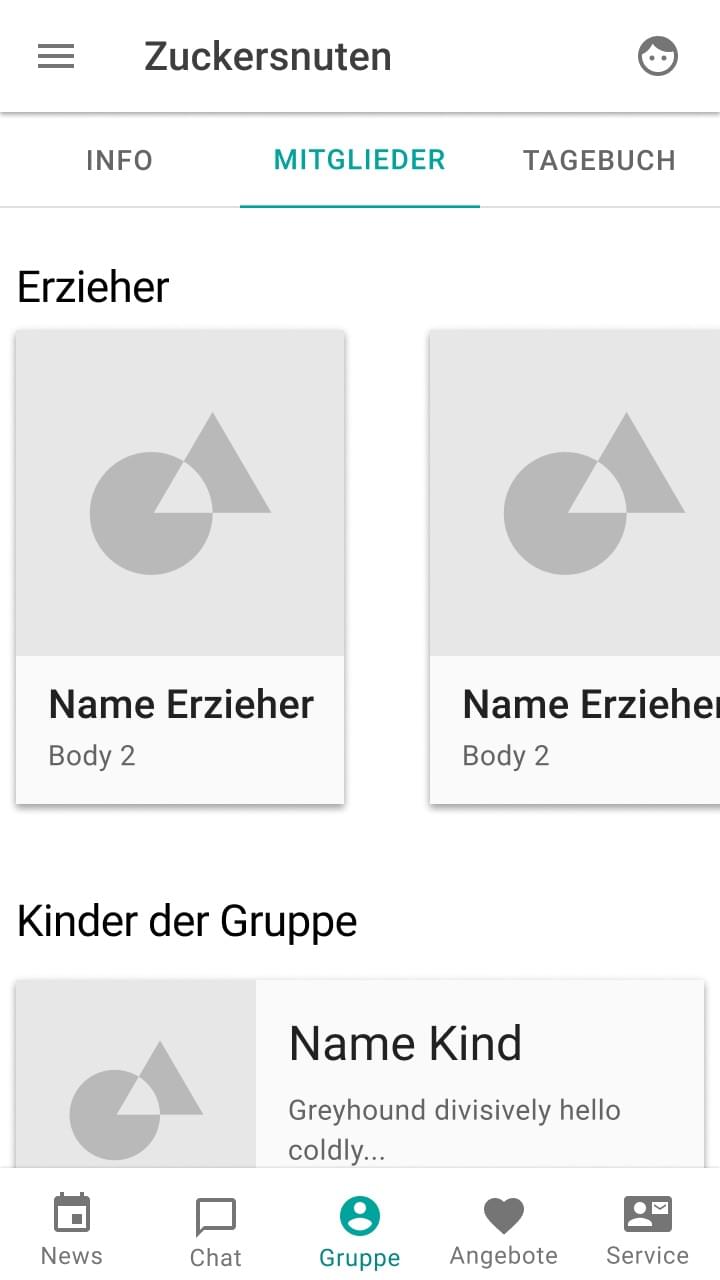 Zuckersnuten
INFO
MITGLIEDER
TAGEBUCH
Erzieher
Name Erzieher
Body 2
Name Erzieher
Body 2
Kinder der Gruppe
Name Kind
Greyhound divisively hello
coldly...
News
Chat
Gruppe
Angebote
Service